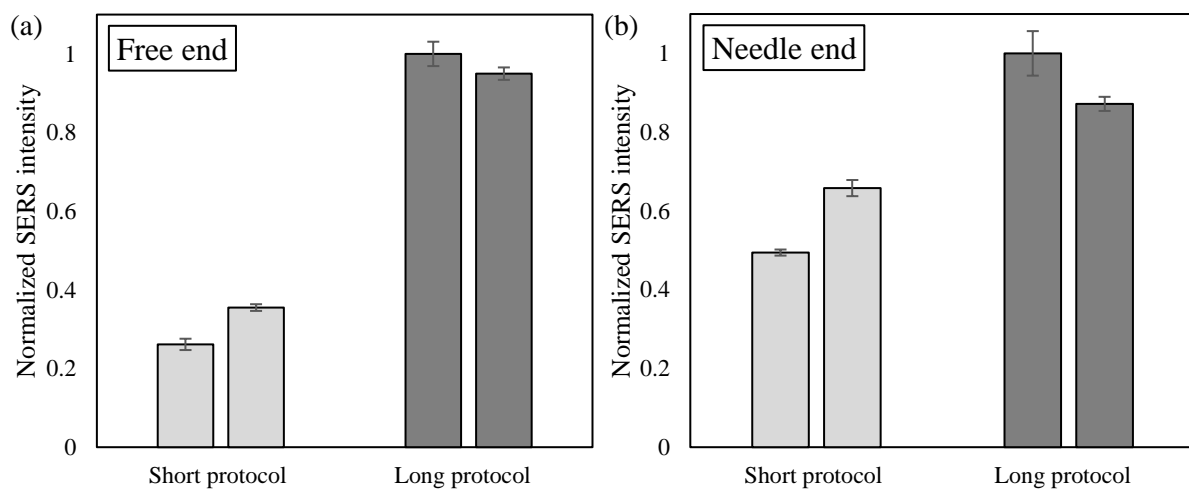 (a)
Free end
Normalized SERS intensity
1
0.8
0.6
0.4
0.2
0
Short protocol
Long protocol
(b)
Needle end
Normalized SERS intensity
1
0.8
0.6
0.4
0.2
0
Short protocol
Long protocol